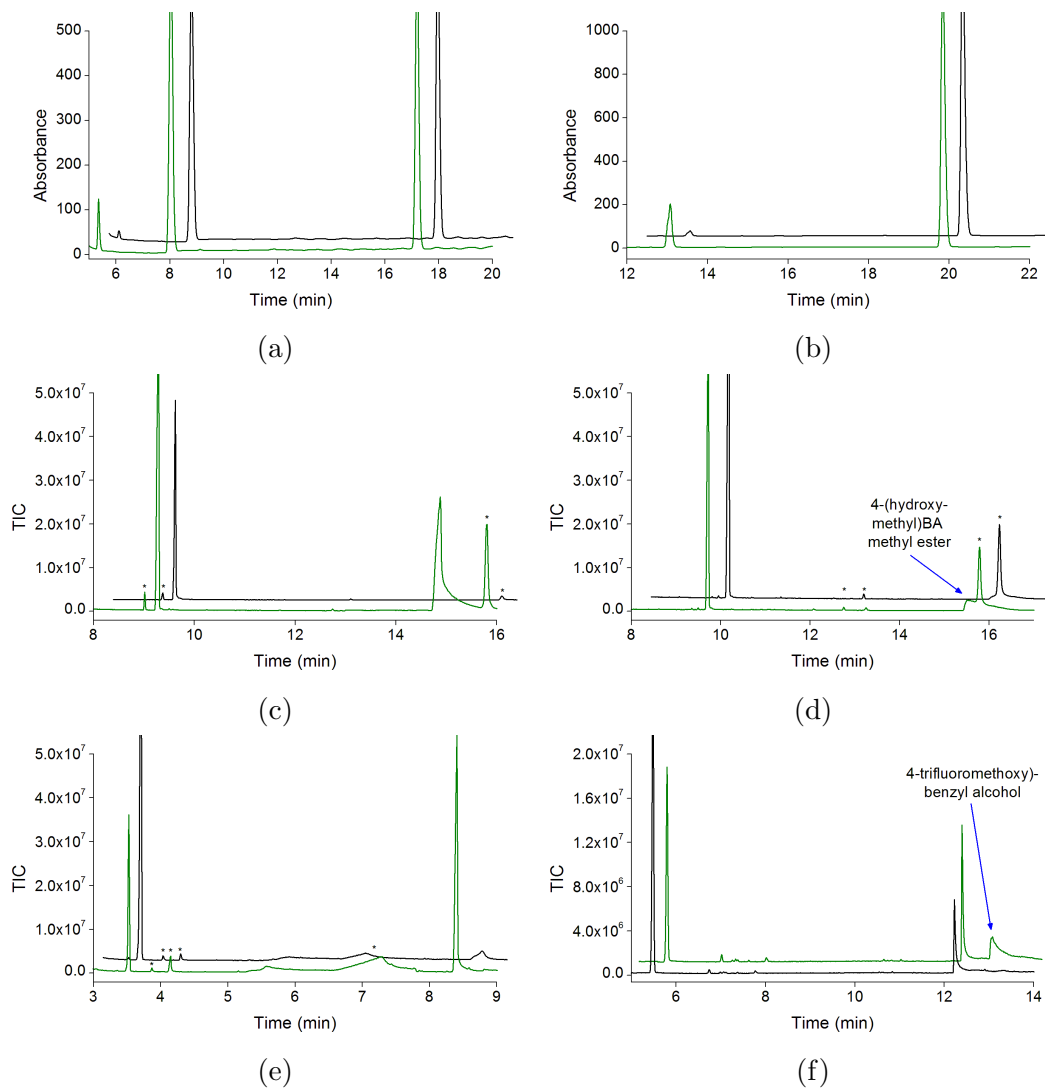 500
400
300
200
100
0
Absorbance
6 8 10 12 14 16 18 20
Time (min)
(a)
1000
800
600
400
200
0
Absorbance
12 14 16 18 20 22
Time (min)
(b)
5.0x10⁷
4.0x10⁷
3.0x10⁷
2.0x10⁷
1.0x10⁷
0.0
TIC
* * * *
8 10 12 14 16
Time (min)
(c)
5.0x10⁷
4.0x10⁷
3.0x10⁷
2.0x10⁷
1.0x10⁷
0.0
TIC
4-(hydroxy-
methyl)BA
methyl ester
* * * *
8 10 12 14 16
Time (min)
(d)
5.0x10⁷
4.0x10⁷
3.0x10⁷
2.0x10⁷
1.0x10⁷
0.0
TIC
* * * * *
3 4 5 6 7 8 9
Time (min)
(e)
2.0x10⁷
1.6x10⁷
1.2x10⁷
8.0x10⁶
4.0x10⁶
0.0
TIC
4-trifluoromethoxy)-
benzyl alcohol
6 8 10 12 14
Time (min)
(f)